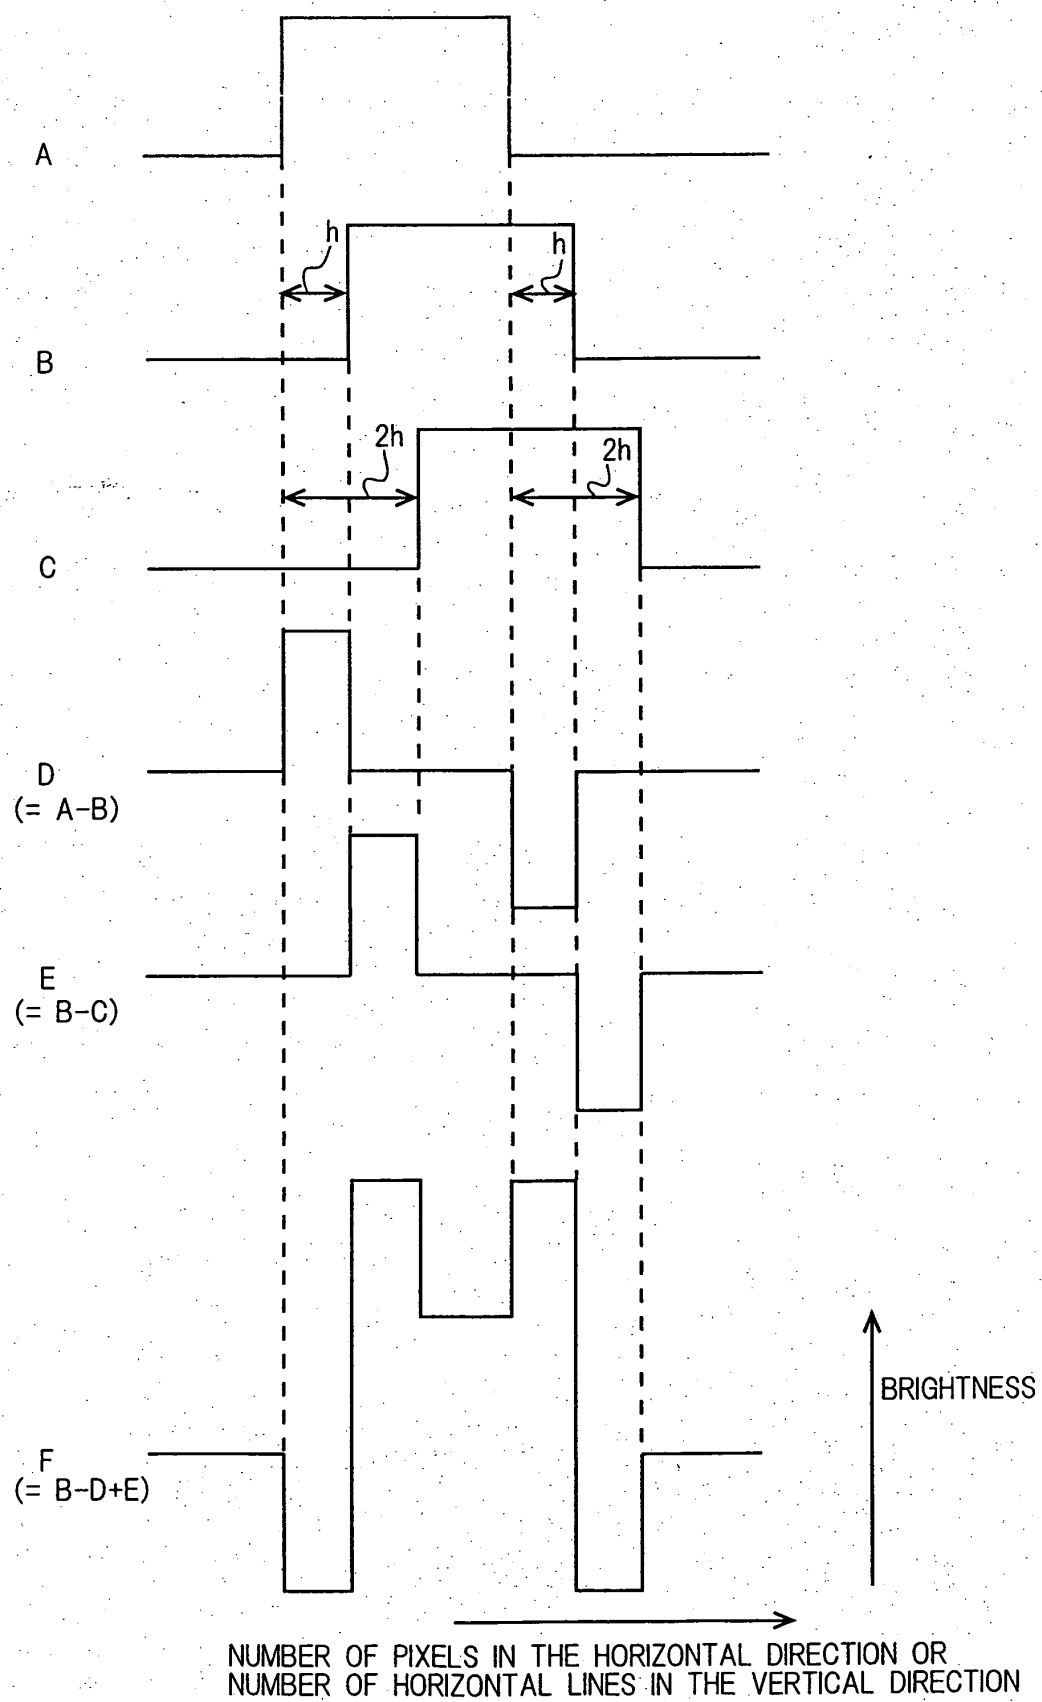 A
h
h
B
2h
2h
C
D
(= A-B)
E
(= B-C)
BRIGHTNESS
F
(= B-D+E)
NUMBER OF PIXELS IN THE HORIZONTAL DIRECTION OR
NUMBER OF HORIZONTAL LINES IN THE VERTICAL DIRECTION